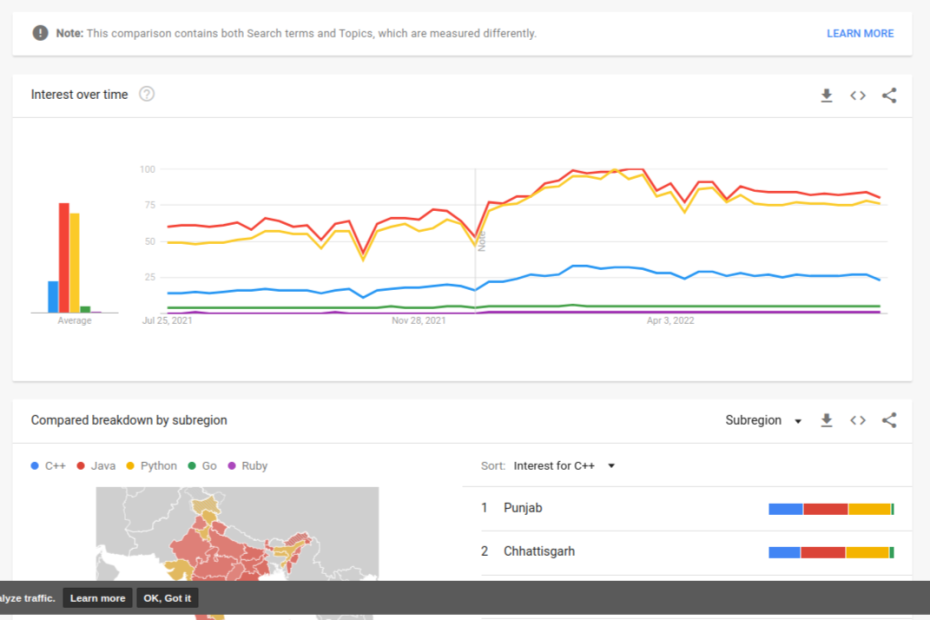 Note: This comparison contains both Search terms and Topics, which are measured differently.
LEARN MORE
Interest over time
100
75
50
25
Note
Average
Jul 25, 2021
Nov 28, 2021
Apr 3, 2022
Compared breakdown by subregion
Subregion
C++ Java Python Go Ruby
Sort: Interest for C++
1 Punjab
2 Chhattisgarh
alyze traffic. Learn more OK, Got it